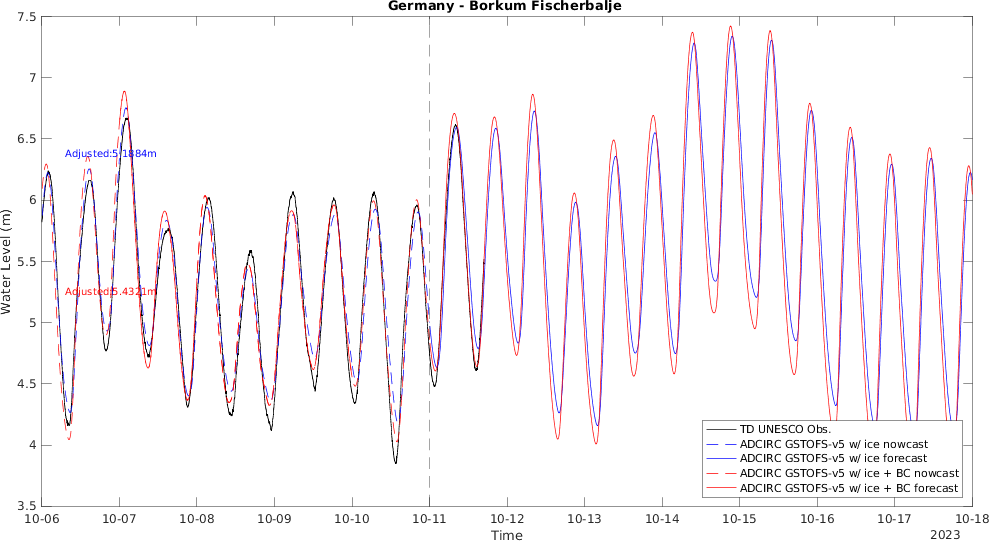 Germany - Borkum Fischerbalje
7.5
7
6.5
6
5.5
5
4.5
4
3.5
Water Level (m)
Adjusted:5.1884m
Adjusted:5.4321m
TD UNESCO Obs.
ADCIRC GSTOFS-v5 w/ ice nowcast
ADCIRC GSTOFS-v5 w/ ice forecast
ADCIRC GSTOFS-v5 w/ ice + BC nowcast
ADCIRC GSTOFS-v5 w/ ice + BC forecast
10-06 10-07 10-08 10-09 10-10 10-11 10-12 10-13 10-14 10-15 10-16 10-17 10-18
Time
2023